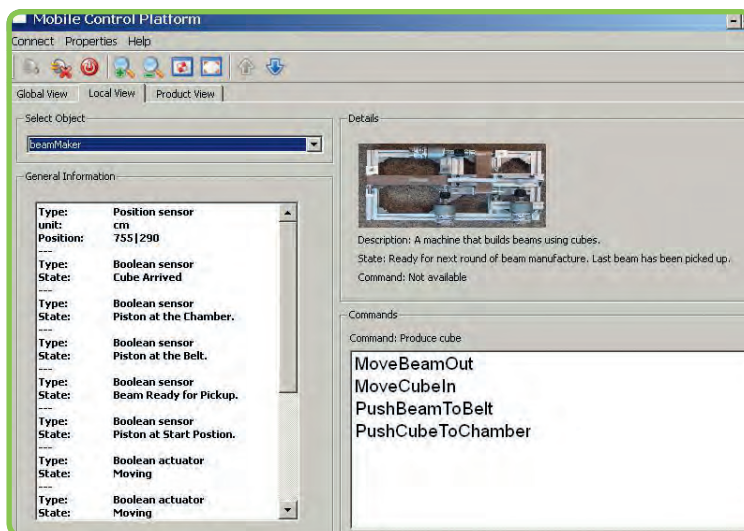 Mobile Control Platform
Connect Properties Help
Global View Local View Product View
Select Object
beamMaker
General Information
Type: Position sensor
unit: cm
Position: 755|290
---
Type: Boolean sensor
State: Cube Arrived
---
Type: Boolean sensor
State: Piston at the Chamber.
---
Type: Boolean sensor
State: Piston at the Belt.
---
Type: Boolean sensor
State: Beam Ready for Pickup.
---
Type: Boolean sensor
State: Piston at Start Postion.
---
Type: Boolean actuator
State: Moving
---
Type: Boolean actuator
State: Moving
Details
Description: A machine that builds beams using cubes.
State: Ready for next round of beam manufacture. Last beam has been picked up.
Command: Not available
Commands
Command: Produce cube
MoveBeamOut
MoveCubeIn
PushBeamToBelt
PushCubeToChamber